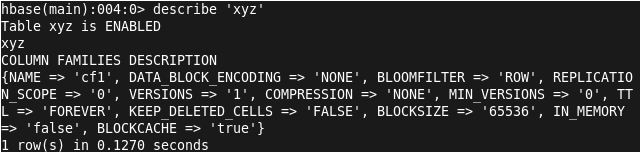 hbase(main):004:0> describe 'xyz'
Table xyz is ENABLED
xyz
COLUMN FAMILIES DESCRIPTION
{NAME => 'cf1', DATA_BLOCK_ENCODING => 'NONE', BLOOMFILTER => 'ROW', REPLICATIO
N_SCOPE => '0', VERSIONS => '1', COMPRESSION => 'NONE', MIN_VERSIONS => '0', TT
L => 'FOREVER', KEEP_DELETED_CELLS => 'FALSE', BLOCKSIZE => '65536', IN_MEMORY
=> 'false', BLOCKCACHE => 'true'}
1 row(s) in 0.1270 seconds